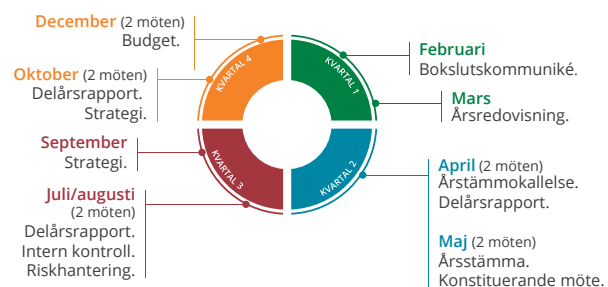 December (2 möten)
Budget.
Oktober (2 möten)
Delårsrapport.
Strategi.
September
Strategi.
Juli/augusti
(2 möten)
Delårsrapport.
Intern kontroll.
Riskhantering.
KVARTAL 4
KVARTAL 1
KVARTAL 3
KVARTAL 2
Februari
Bokslutskommuniké.
Mars
Årsredovisning.
April (2 möten)
Årstämmokallelse.
Delårsrapport.
Maj (2 möten)
Årsstämma.
Konstituerande möte.